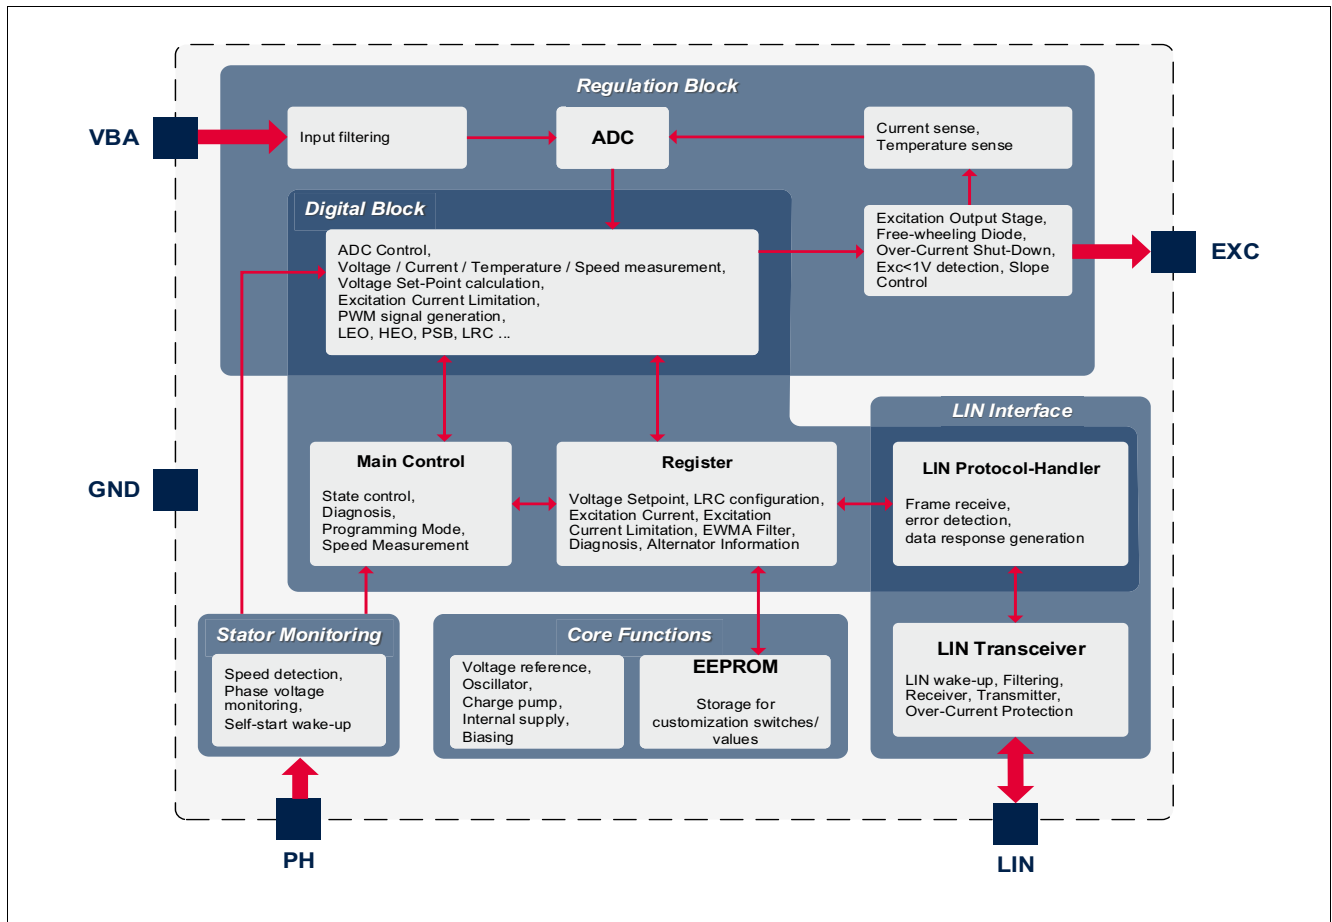 Regulation Block
VBA
Input filtering
ADC
Current sense,
Temperature sense
Digital Block
ADC Control,
Voltage / Current / Temperature / Speed measurement,
Voltage Set-Point calculation,
Excitation Current Limitation,
PWM signal generation,
LEO, HEO, PSB, LRC ...
Excitation Output Stage,
Free-wheeling Diode,
Over-Current Shut-Down,
Exc<1V detection, Slope
Control
EXC
LIN Interface
GND
Main Control
State control,
Diagnosis,
Programming Mode,
Speed Measurement
Register
Voltage Setpoint, LRC configuration,
Excitation Current, Excitation
Current Limitation, EWMA Filter,
Diagnosis, Alternator Information
LIN Protocol-Handler
Frame receive,
error detection,
data response generation
Stator Monitoring
Speed detection,
Phase voltage
monitoring,
Self-start wake-up
Core Functions
Voltage reference,
Oscillator,
Charge pump,
Internal supply,
Biasing
EEPROM
Storage for
customization switches/
values
LIN Transceiver
LIN wake-up, Filtering,
Receiver, Transmitter,
Over-Current Protection
PH
LIN